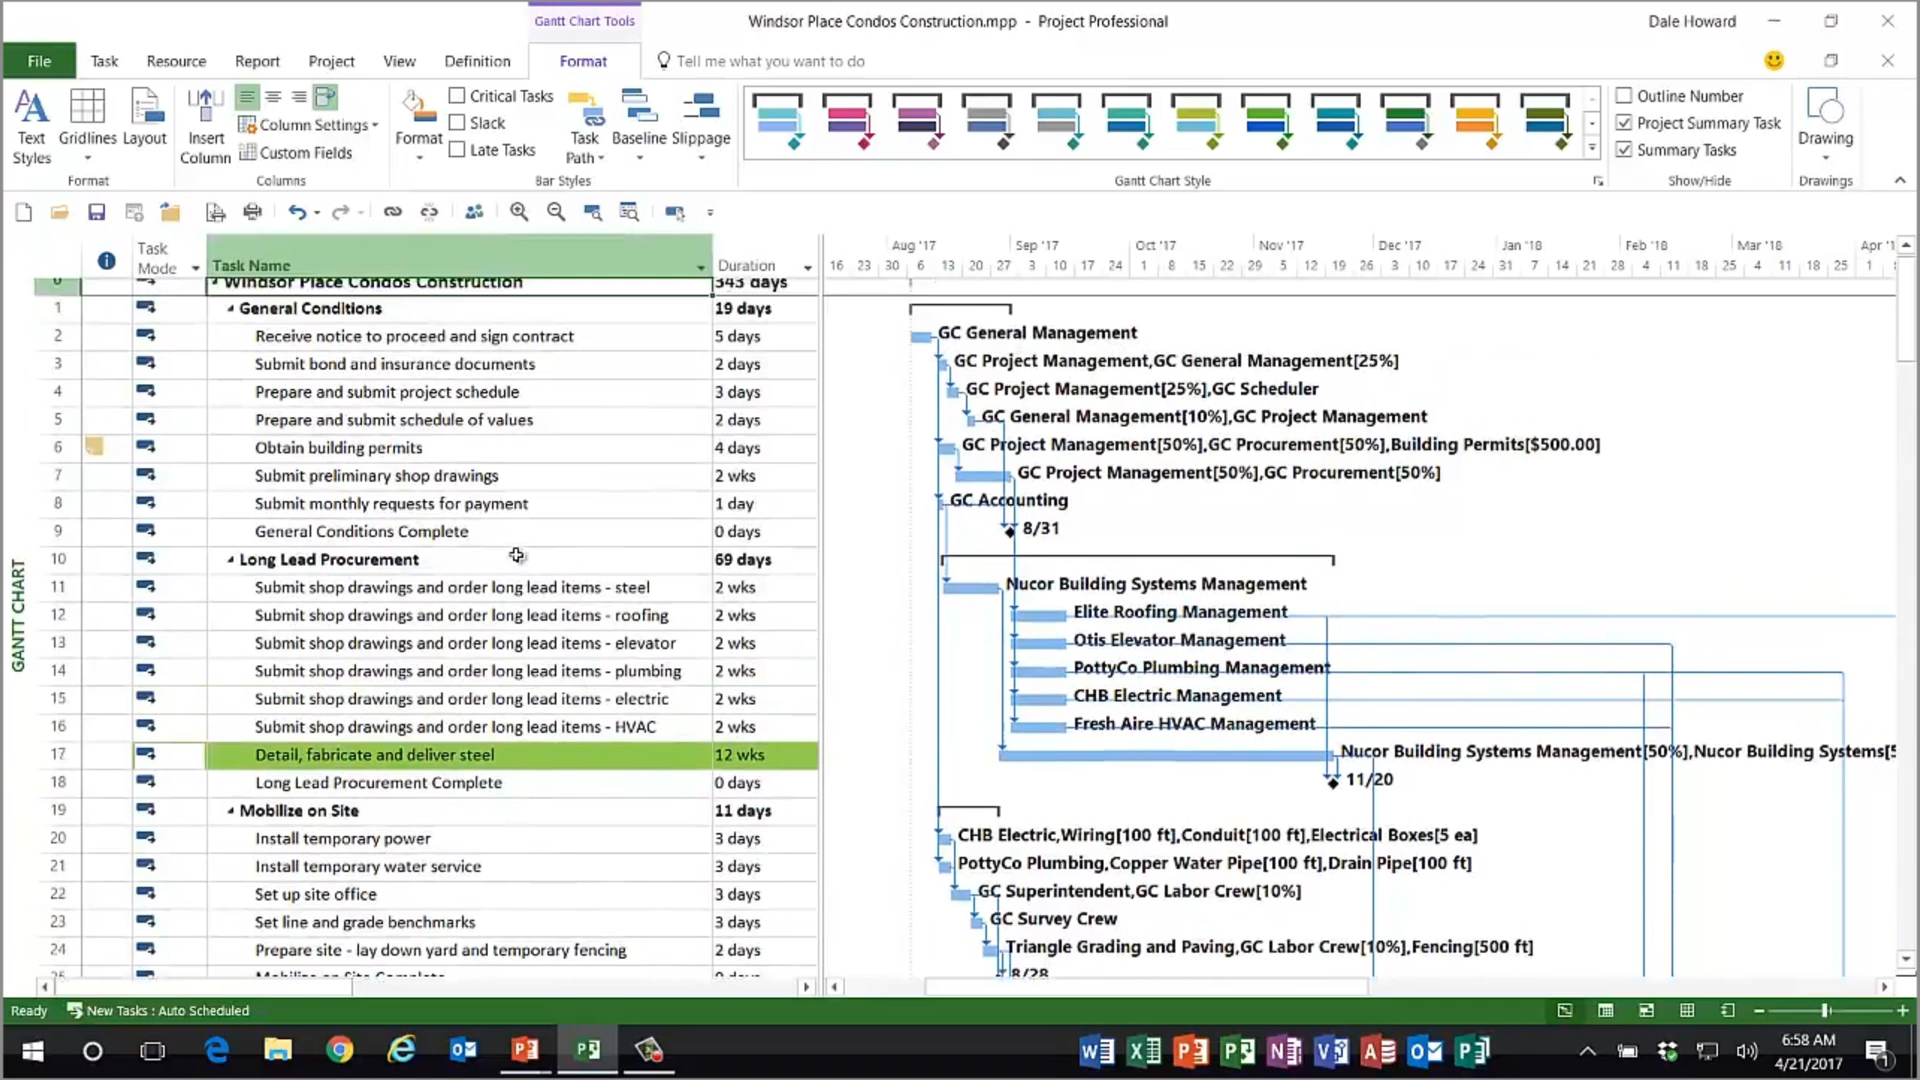 Gantt Chart Tools
Windsor Place Condos Construction.mpp - Project Professional
Dale Howard
File Task Resource Report Project View Definition Format Tell me what you want to do
Text Styles
Gridlines
Layout
Format
Insert Column
Column Settings
Custom Fields
Columns
Format
Critical Tasks
Slack
Late Tasks
Task Path
Baseline
Slippage
Bar Styles
Gantt Chart Style
Outline Number
Project Summary Task
Summary Tasks
Show/Hide
Drawing
Drawings
Task Mode
Task Name
Duration
Aug '17 Sep '17 Oct '17 Nov '17 Dec '17 Jan '18 Feb '18 Mar '18 Apr '1
16 23 30 6 13 20 27 3 10 17 24 1 8 15 22 29 5 12 19 26 3 10 17 24 31 7 14 21 28 4 11 18 25 4 11 18 25 1
0 Windsor Place Condos Construction 343 days
1 General Conditions 19 days
2 Receive notice to proceed and sign contract 5 days
3 Submit bond and insurance documents 2 days
4 Prepare and submit project schedule 3 days
5 Prepare and submit schedule of values 2 days
6 Obtain building permits 4 days
7 Submit preliminary shop drawings 2 wks
8 Submit monthly requests for payment 1 day
9 General Conditions Complete 0 days
10 Long Lead Procurement 69 days
11 Submit shop drawings and order long lead items - steel 2 wks
12 Submit shop drawings and order long lead items - roofing 2 wks
13 Submit shop drawings and order long lead items - elevator 2 wks
14 Submit shop drawings and order long lead items - plumbing 2 wks
15 Submit shop drawings and order long lead items - electric 2 wks
16 Submit shop drawings and order long lead items - HVAC 2 wks
17 Detail, fabricate and deliver steel 12 wks
18 Long Lead Procurement Complete 0 days
19 Mobilize on Site 11 days
20 Install temporary power 3 days
21 Install temporary water service 3 days
22 Set up site office 3 days
23 Set line and grade benchmarks 3 days
24 Prepare site - lay down yard and temporary fencing 2 days
25 Mobilize on Site Complete 0 days
GC General Management
GC Project Management,GC General Management[25%]
GC Project Management[25%],GC Scheduler
GC General Management[10%],GC Project Management
GC Project Management[50%],GC Procurement[50%],Building Permits[$500.00]
GC Project Management[50%],GC Procurement[50%]
GC Accounting
8/31
Nucor Building Systems Management
Elite Roofing Management
Otis Elevator Management
PottyCo Plumbing Management
CHB Electric Management
Fresh Aire HVAC Management
Nucor Building Systems Management[50%],Nucor Building Systems[5
11/20
CHB Electric,Wiring[100 ft],Conduit[100 ft],Electrical Boxes[5 ea]
PottyCo Plumbing,Copper Water Pipe[100 ft],Drain Pipe[100 ft]
GC Superintendent,GC Labor Crew[10%]
GC Survey Crew
Triangle Grading and Paving,GC Labor Crew[10%],Fencing[500 ft]
8/28
GANTT CHART
Ready New Tasks : Auto Scheduled
6:58 AM
4/21/2017